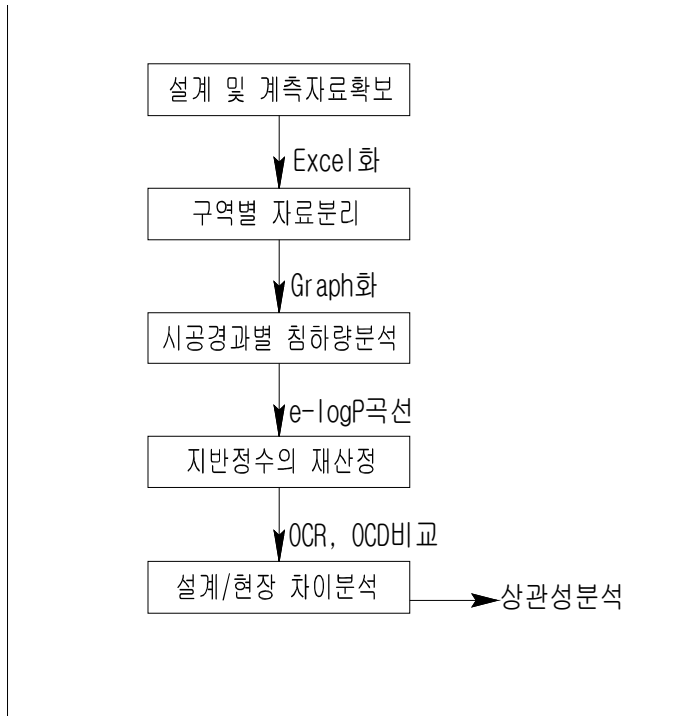 설계 및 계측자료확보
Excel화
구역별 자료분리
Graph화
시공경과별 침하량분석
e-logP곡선
지반정수의 재산정
OCR, OCD비교
설계/현장 차이분석
상관성분석